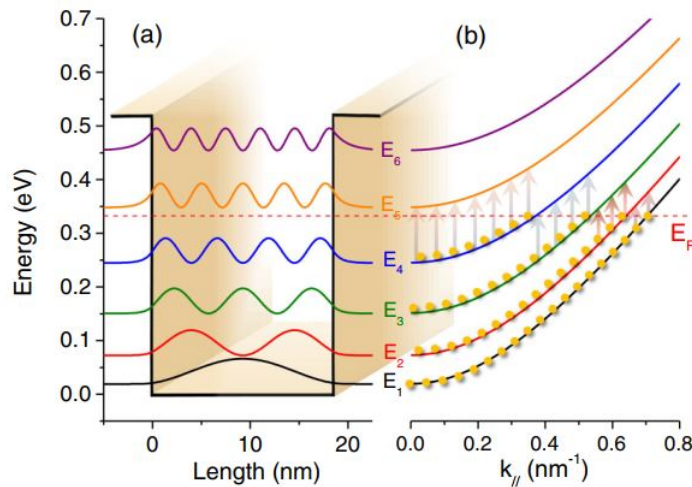 (a) (b)
0.7
0.6
0.5
0.4
0.3
0.2
0.1
0.0
Energy (eV)
E₆
E₅
E₄
E₃
E₂
E₁
E_F
0 10 20 0.0 0.2 0.4 0.6 0.8
Length (nm) k_// (nm⁻¹)